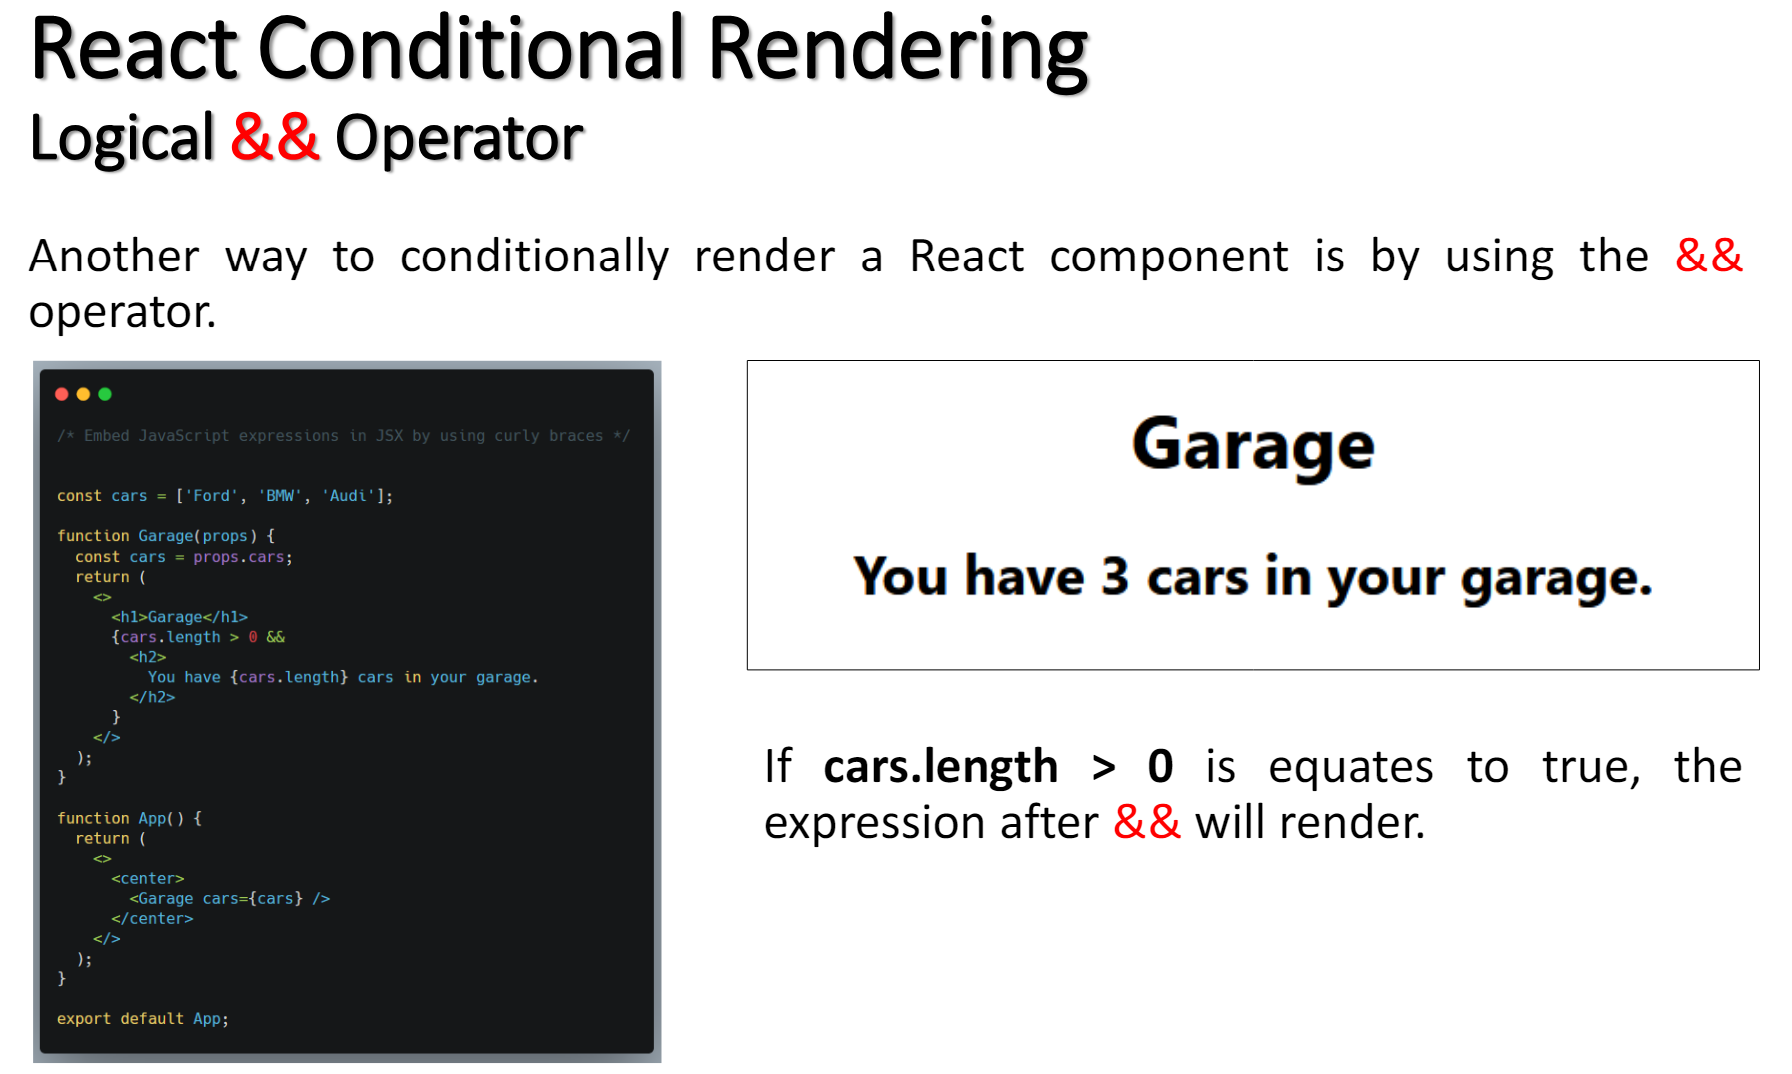 React Conditional Rendering
Logical && Operator
Another way to conditionally render a React component is by using the &&
operator.
/* Embed JavaScript expressions in JSX by using curly braces */
const cars = ['Ford', 'BMW', 'Audi'];
function Garage(props) {
  const cars = props.cars;
  return (
    <>
      <h1>Garage</h1>
      {cars.length > 0 &&
        <h2>
          You have {cars.length} cars in your garage.
        </h2>
      }
    </>
  );
}
function App() {
  return (
    <>
      <center>
        <Garage cars={cars} />
      </center>
    </>
  );
}
export default App;
Garage
You have 3 cars in your garage.
If cars.length > 0 is equates to true, the
expression after && will render.